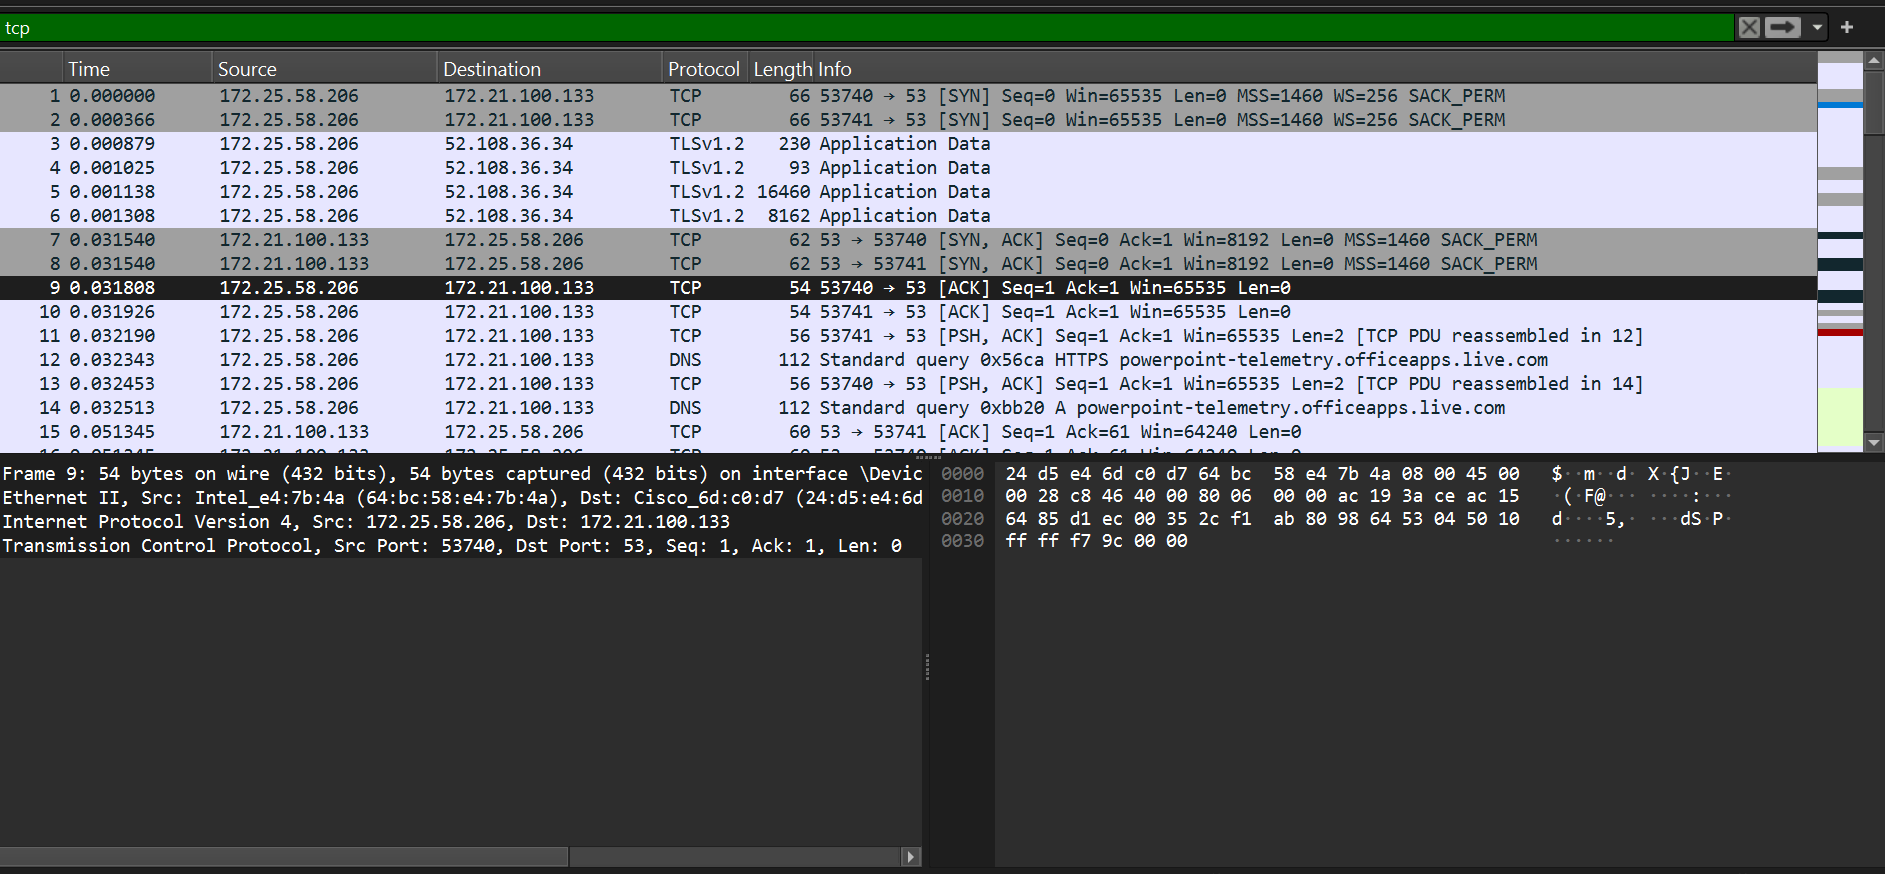 tcp
Time Source Destination Protocol Length Info
1 0.000000 172.25.58.206 172.21.100.133 TCP 66 53740 → 53 [SYN] Seq=0 Win=65535 Len=0 MSS=1460 WS=256 SACK_PERM
2 0.000366 172.25.58.206 172.21.100.133 TCP 66 53741 → 53 [SYN] Seq=0 Win=65535 Len=0 MSS=1460 WS=256 SACK_PERM
3 0.000879 172.25.58.206 52.108.36.34 TLSv1.2 230 Application Data
4 0.001025 172.25.58.206 52.108.36.34 TLSv1.2 93 Application Data
5 0.001138 172.25.58.206 52.108.36.34 TLSv1.2 16460 Application Data
6 0.001308 172.25.58.206 52.108.36.34 TLSv1.2 8162 Application Data
7 0.031540 172.21.100.133 172.25.58.206 TCP 62 53 → 53740 [SYN, ACK] Seq=0 Ack=1 Win=8192 Len=0 MSS=1460 SACK_PERM
8 0.031540 172.21.100.133 172.25.58.206 TCP 62 53 → 53741 [SYN, ACK] Seq=0 Ack=1 Win=8192 Len=0 MSS=1460 SACK_PERM
9 0.031808 172.25.58.206 172.21.100.133 TCP 54 53740 → 53 [ACK] Seq=1 Ack=1 Win=65535 Len=0
10 0.031926 172.25.58.206 172.21.100.133 TCP 54 53741 → 53 [ACK] Seq=1 Ack=1 Win=65535 Len=0
11 0.032190 172.25.58.206 172.21.100.133 TCP 56 53741 → 53 [PSH, ACK] Seq=1 Ack=1 Win=65535 Len=2 [TCP PDU reassembled in 12]
12 0.032343 172.25.58.206 172.21.100.133 DNS 112 Standard query 0x56ca HTTPS powerpoint-telemetry.officeapps.live.com
13 0.032453 172.25.58.206 172.21.100.133 TCP 56 53740 → 53 [PSH, ACK] Seq=1 Ack=1 Win=65535 Len=2 [TCP PDU reassembled in 14]
14 0.032513 172.25.58.206 172.21.100.133 DNS 112 Standard query 0xbb20 A powerpoint-telemetry.officeapps.live.com
15 0.051345 172.21.100.133 172.25.58.206 TCP 60 53 → 53741 [ACK] Seq=1 Ack=61 Win=64240 Len=0
Frame 9: 54 bytes on wire (432 bits), 54 bytes captured (432 bits) on interface \Devic
Ethernet II, Src: Intel_e4:7b:4a (64:bc:58:e4:7b:4a), Dst: Cisco_6d:c0:d7 (24:d5:e4:6d
Internet Protocol Version 4, Src: 172.25.58.206, Dst: 172.21.100.133
Transmission Control Protocol, Src Port: 53740, Dst Port: 53, Seq: 1, Ack: 1, Len: 0
0000 24 d5 e4 6d c0 d7 64 bc 58 e4 7b 4a 08 00 45 00 $··m··d· X·{J··E·
0010 00 28 c8 46 40 00 80 06 00 00 ac 19 3a ce ac 15 ·(·F@··· ····:···
0020 64 85 d1 ec 00 35 2c f1 ab 80 98 64 53 04 50 10 d····5,· ···dS·P·
0030 ff ff f7 9c 00 00 ······